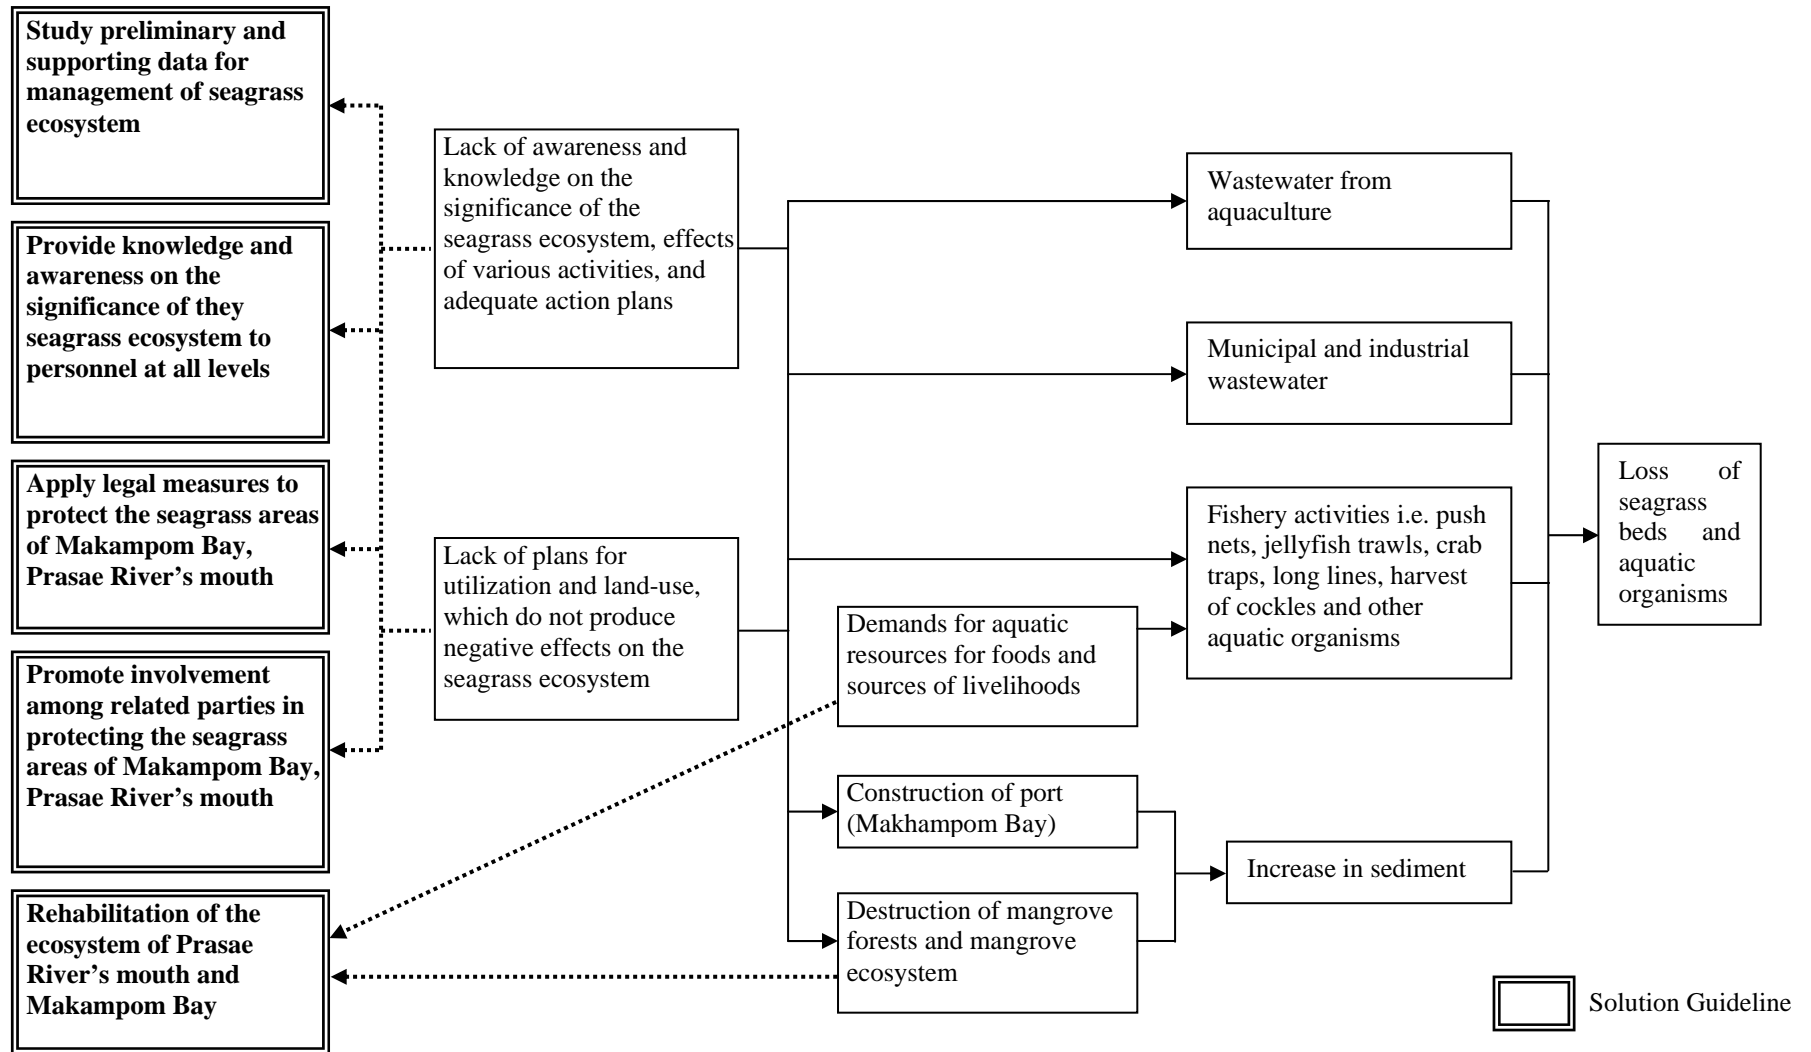 Study preliminary and
supporting data for
management of seagrass
ecosystem
Provide knowledge and
awareness on the
significance of they
seagrass ecosystem to
personnel at all levels
Apply legal measures to
protect the seagrass areas
of Makampom Bay,
Prasae River’s mouth
Promote involvement
among related parties in
protecting the seagrass
areas of Makampom Bay,
Prasae River’s mouth
Rehabilitation of the
ecosystem of Prasae
River’s mouth and
Makampom Bay
Lack of awareness and
knowledge on the
significance of the
seagrass ecosystem, effects
of various activities, and
adequate action plans
Lack of plans for
utilization and land-use,
which do not produce
negative effects on the
seagrass ecosystem
Demands for aquatic
resources for foods and
sources of livelihoods
Construction of port
(Makhampom Bay)
Destruction of mangrove
forests and mangrove
ecosystem
Wastewater from
aquaculture
Municipal and industrial
wastewater
Fishery activities i.e. push
nets, jellyfish trawls, crab
traps, long lines, harvest
of cockles and other
aquatic organisms
Increase in sediment
Loss of
seagrass
beds and
aquatic
organisms
Solution Guideline